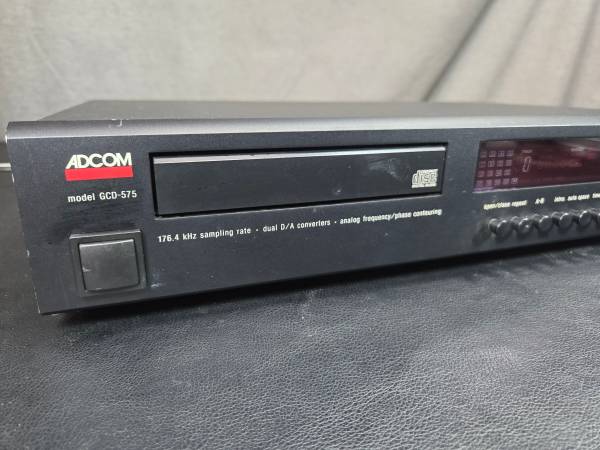 ADCOM
model GCD-575
disc
176.4 kHz sampling rate · dual D/A converters · analog frequency/phase contouring
open/close repeat A-B intro auto space